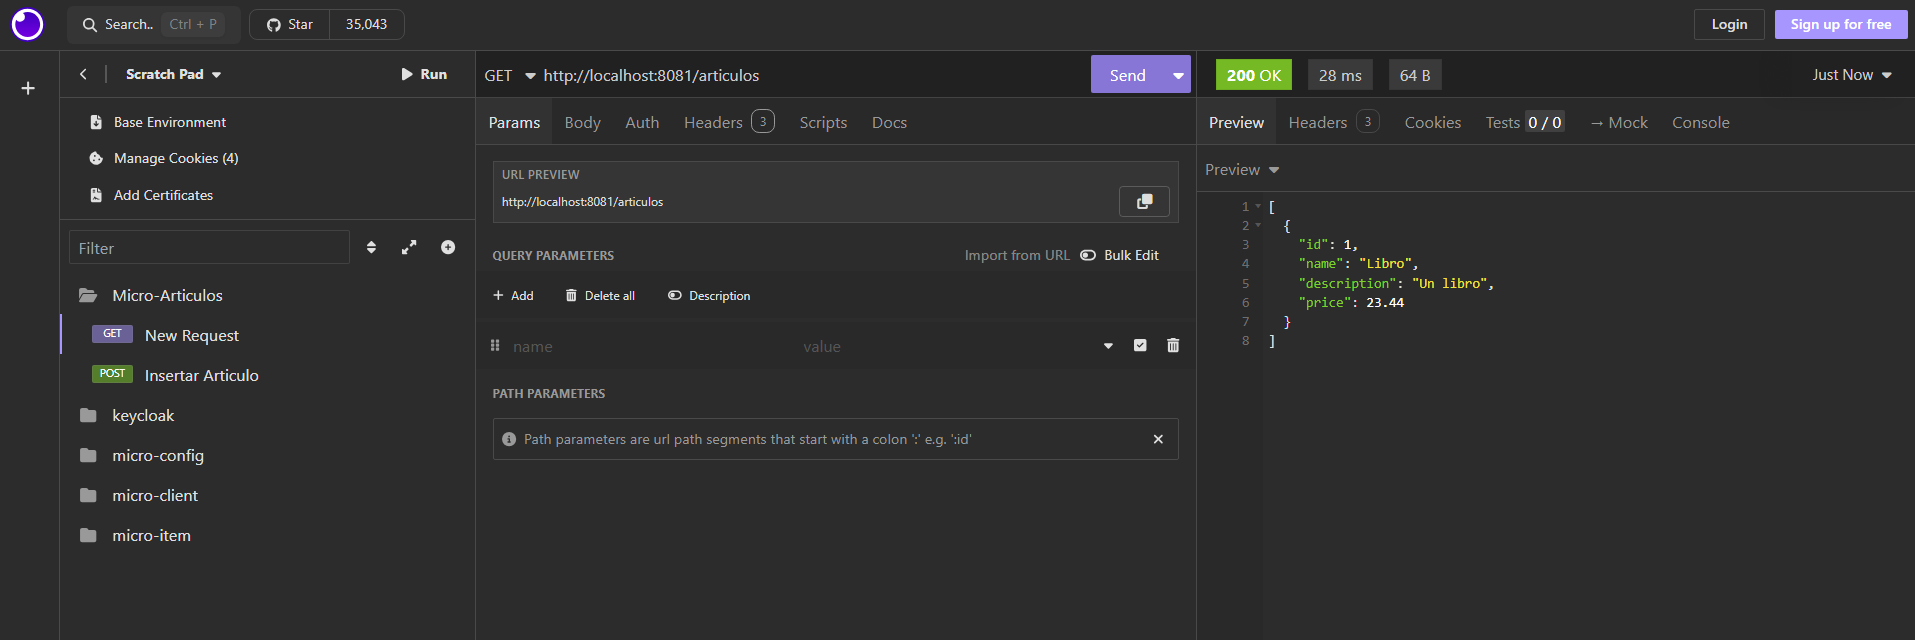 Search.. Ctrl + P Star 35,043 Login Sign up for free
Scratch Pad Run
Base Environment
Manage Cookies (4)
Add Certificates
Filter
Micro-Articulos
GET New Request
POST Insertar Articulo
keycloak
micro-config
micro-client
micro-item
GET http://localhost:8081/articulos Send
Params Body Auth Headers 3 Scripts Docs
URL PREVIEW
http://localhost:8081/articulos
QUERY PARAMETERS Import from URL Bulk Edit
Add Delete all Description
name value
PATH PARAMETERS
Path parameters are url path segments that start with a colon ':' e.g. ':id'
200 OK 28 ms 64 B Just Now
Preview Headers 3 Cookies Tests 0 / 0 → Mock Console
Preview
1 [
2 {
3 "id": 1,
4 "name": "Libro",
5 "description": "Un libro",
6 "price": 23.44
7 }
8 ]